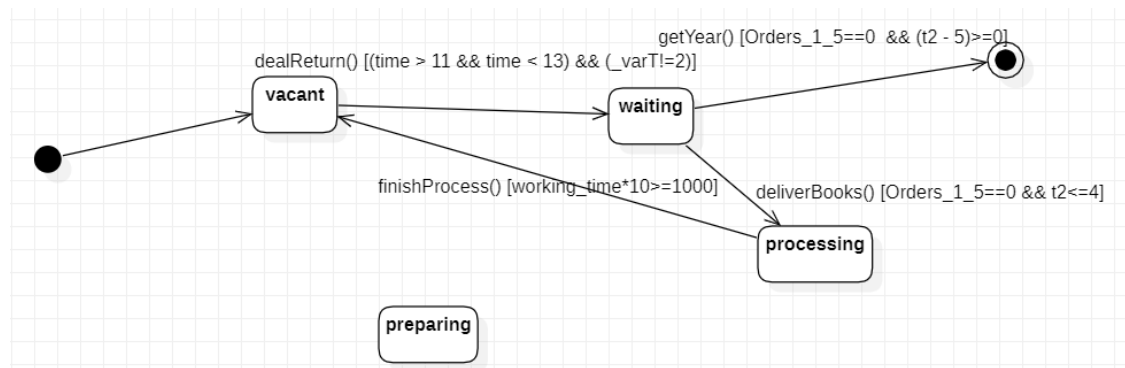 getYear() [Orders_1_5==0  && (t2 - 5)>=0]
dealReturn() [(time > 11 && time < 13) && (_varT!=2)]
vacant
waiting
finishProcess() [working_time*10>=1000]
deliverBooks() [Orders_1_5==0 && t2<=4]
processing
preparing